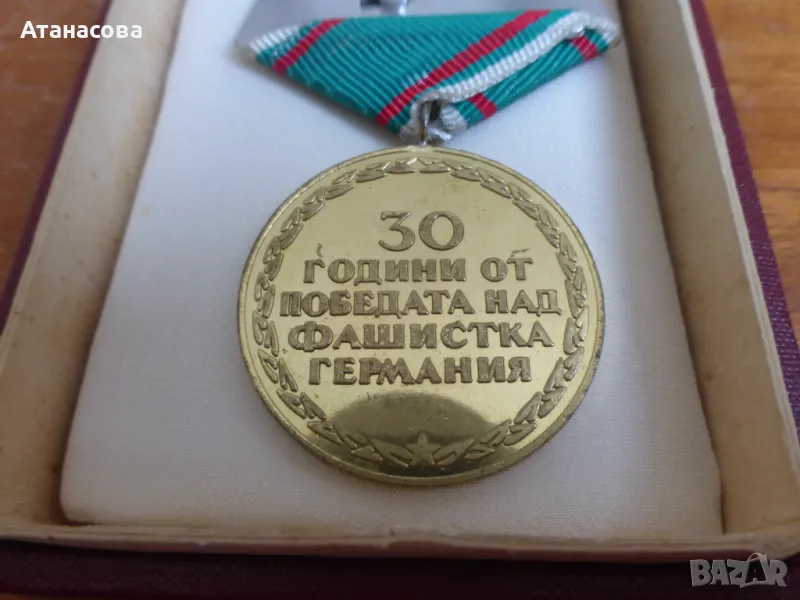 Атанасова
30
ГОДИНИ ОТ
ПОБЕДАТА НАД
ФАШИСТКА
ГЕРМАНИЯ
BAZAR